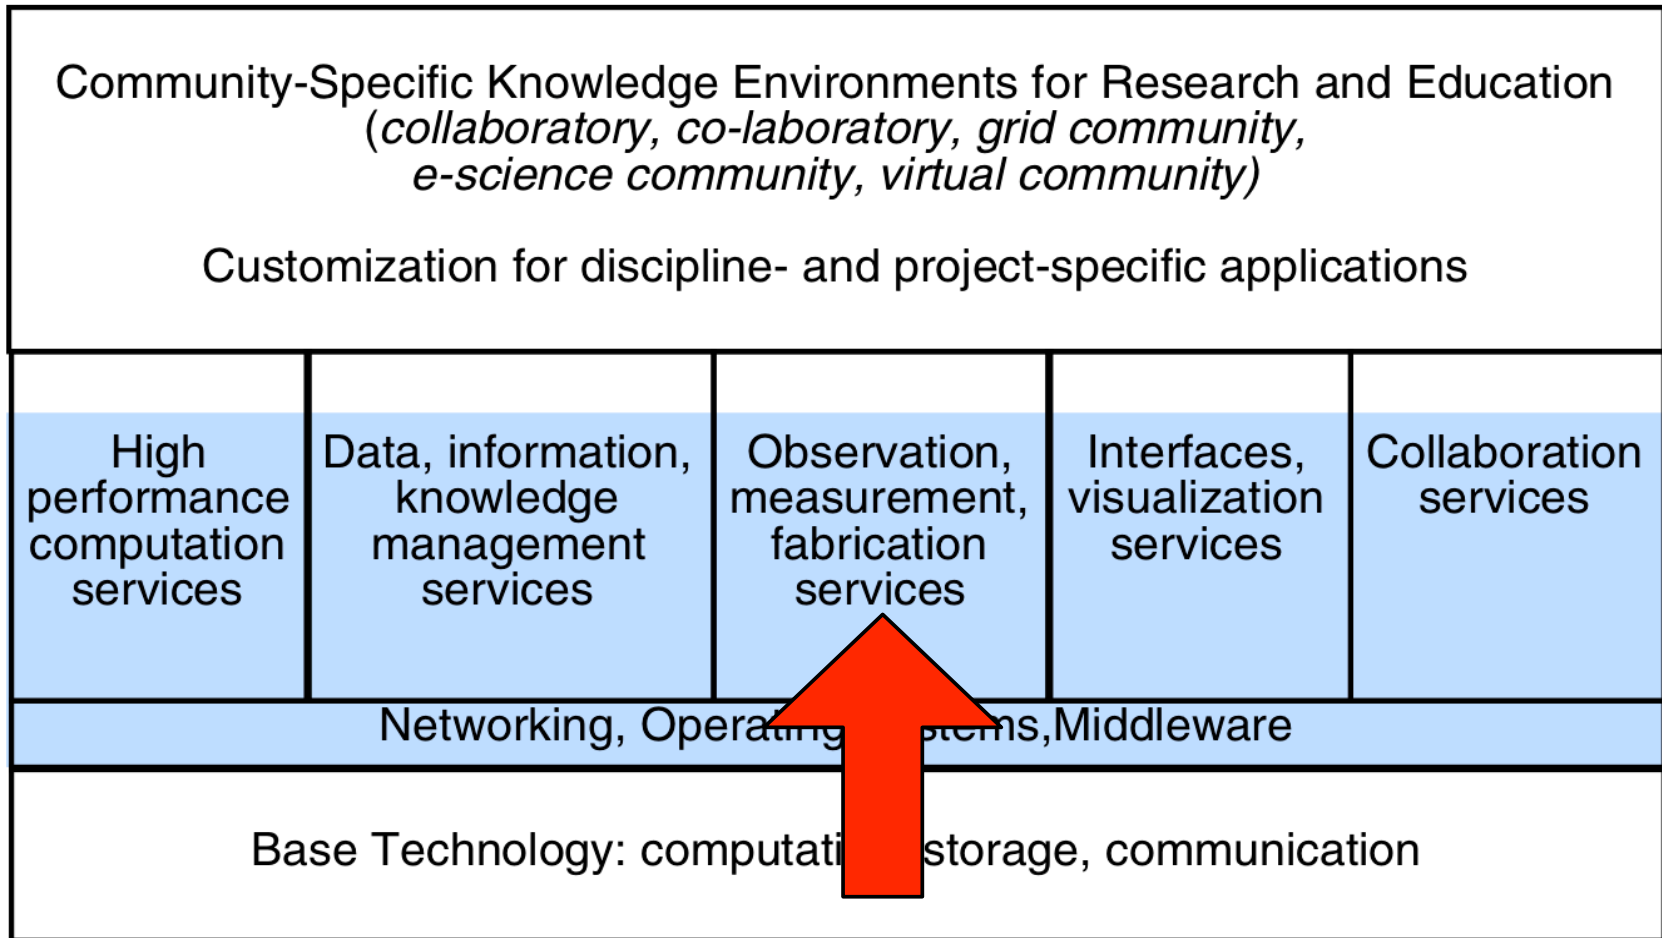 Community-Specific Knowledge Environments for Research and Education
(collaboratory, co-laboratory, grid community,
e-science community, virtual community)
Customization for discipline- and project-specific applications
High
performance
computation
services
Data, information,
knowledge
management
services
Observation,
measurement,
fabrication
services
Interfaces,
visualization
services
Collaboration
services
Networking, Operating stems,Middleware
Base Technology: computati storage, communication